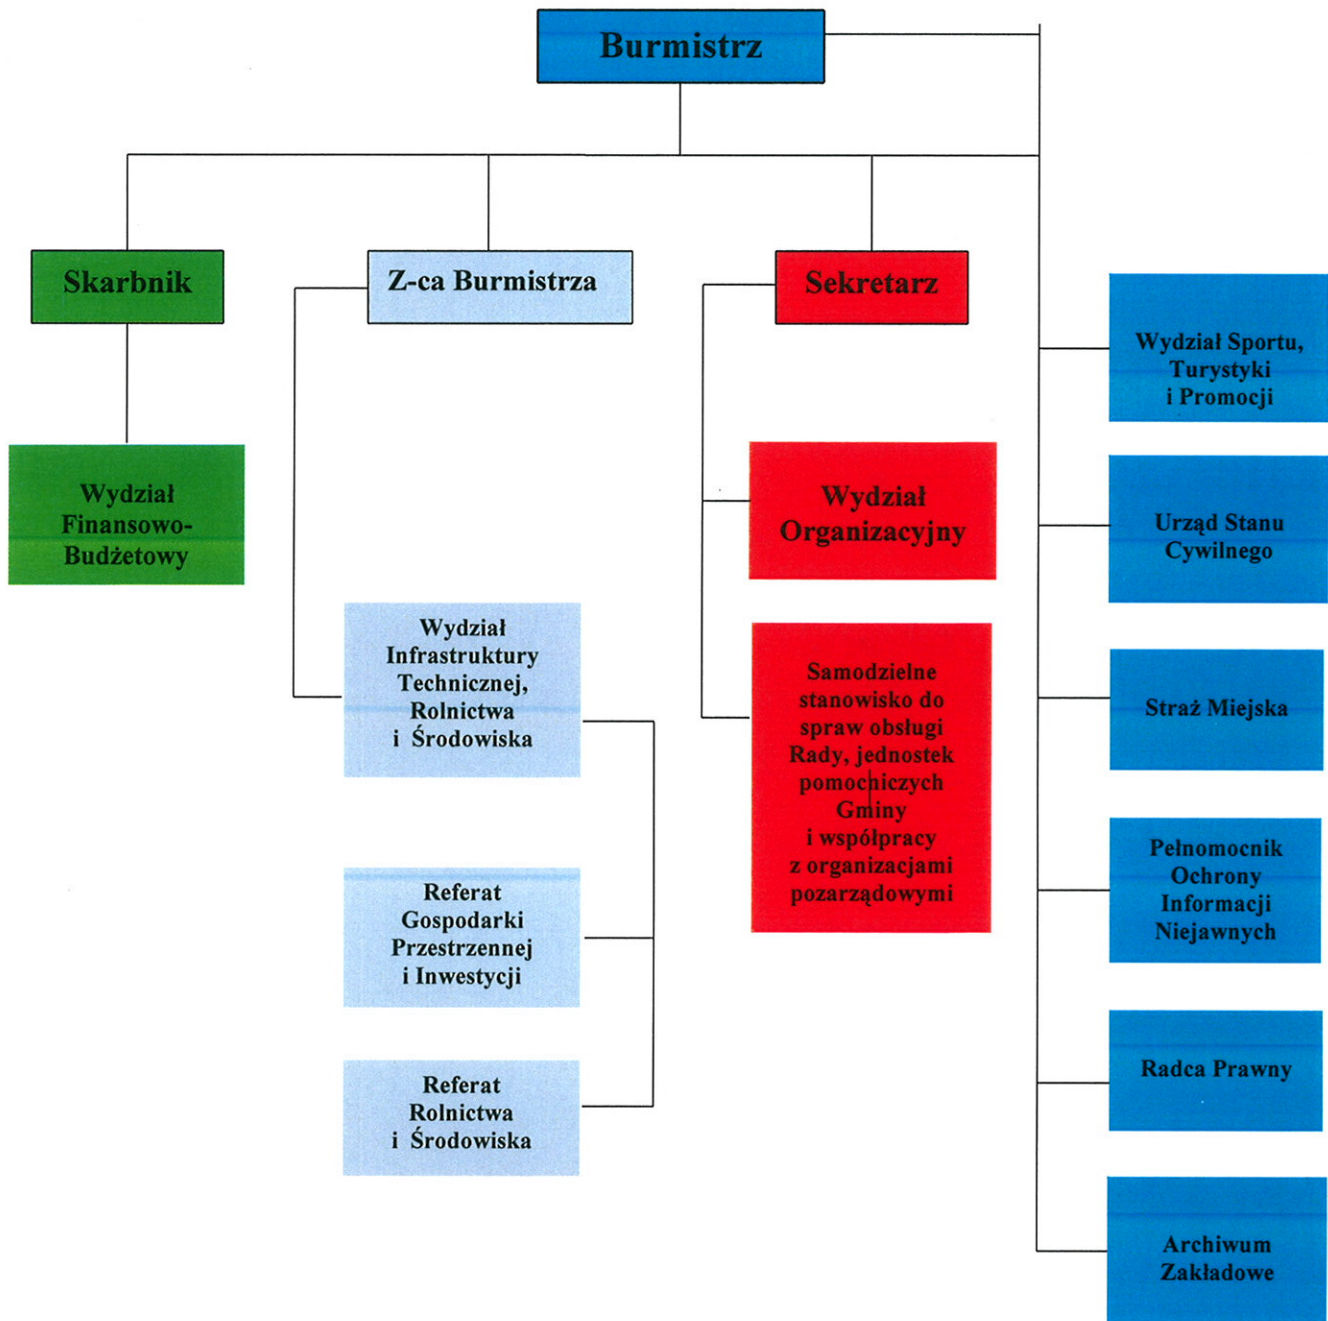 Burmistrz
Skarbnik
Z-ca Burmistrza
Sekretarz
Wydział
Finansowo-
Budżetowy
Wydział
Infrastruktury
Technicznej,
Rolnictwa
i Środowiska
Referat
Gospodarki
Przestrzennej
i Inwestycji
Referat
Rolnictwa
i Środowiska
Wydział
Organizacyjny
Samodzielne
stanowisko do
spraw obsługi
Rady, jednostek
pomocniczych
Gminy
i współpracy
z organizacjami
pozarządowymi
Wydział Sportu,
Turystyki
i Promocji
Urząd Stanu
Cywilnego
Straż Miejska
Pełnomocnik
Ochrony
Informacji
Niejawnych
Radca Prawny
Archiwum
Zakładowe